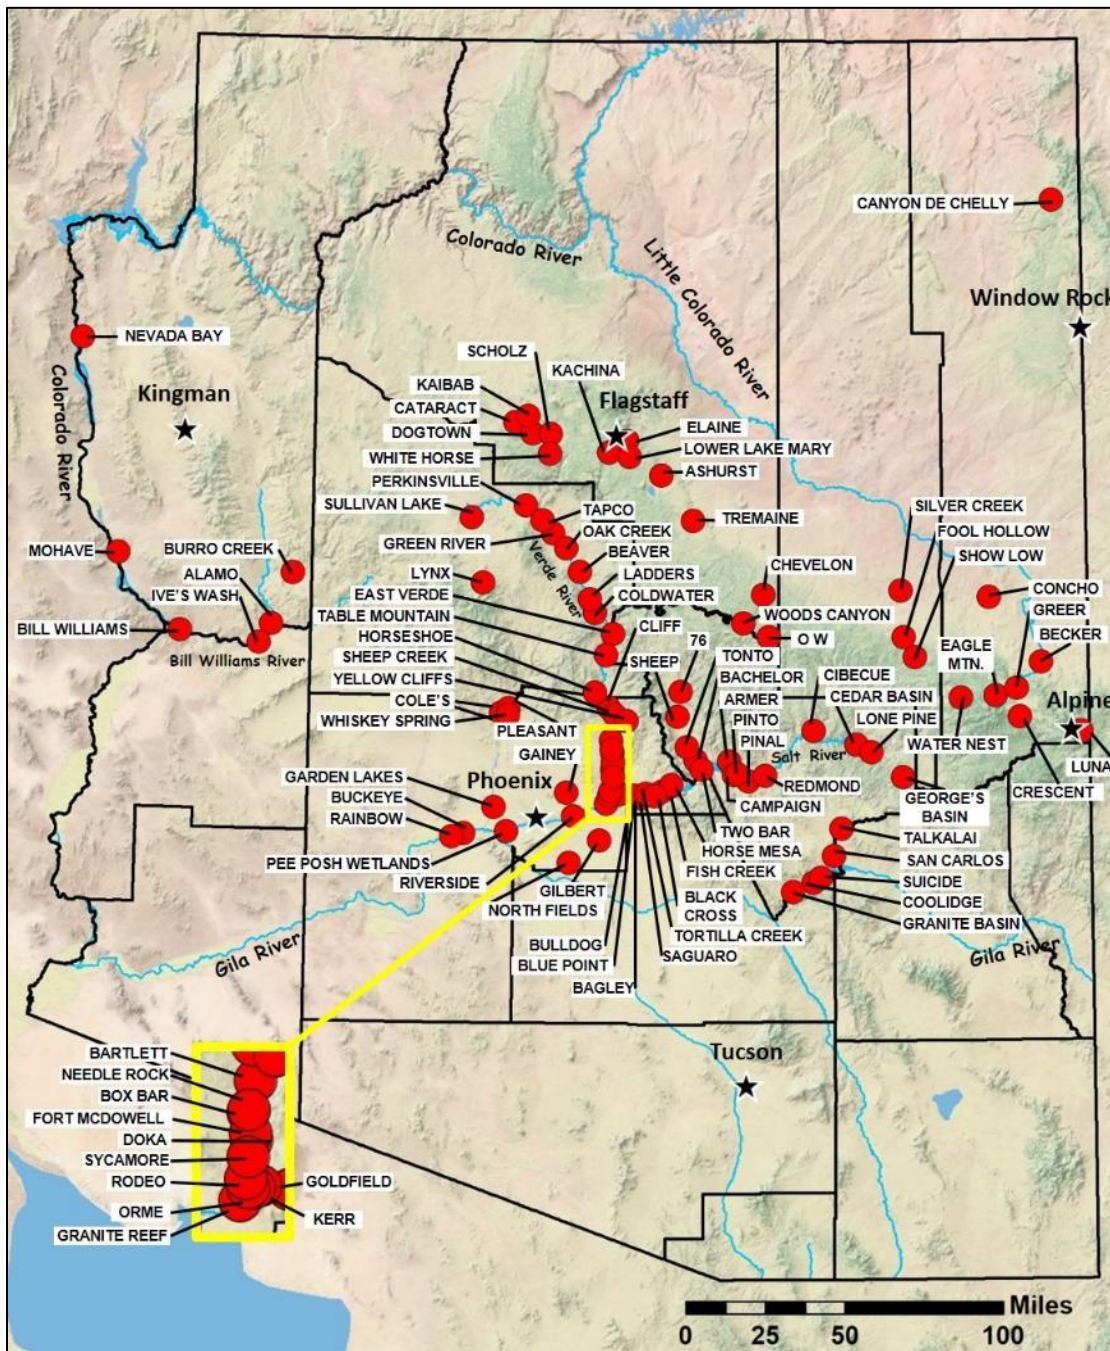 CANYON DE CHELLY
Colorado River
Little Colorado River
Window Rock
NEVADA BAY
SCHOLZ
KACHINA
Colorado River
Kingman
KAIBAB
Flagstaff
CATARACT
ELAINE
DOGTOWN
LOWER LAKE MARY
WHITE HORSE
ASHURST
PERKINSVILLE
SULLIVAN LAKE
SILVER CREEK
TAPCO
TREMAINE
OAK CREEK
FOOL HOLLOW
GREEN RIVER
Verde River
MOHAVE
BURRO CREEK
BEAVER
SHOW LOW
CHEVELON
ALAMO
LYNX
LADDERS
CONCHO
IVE'S WASH
EAST VERDE
COLDWATER
GREER
TABLE MOUNTAIN
CLIFF
WOODS CANYON
BILL WILLIAMS
HORSESHOE
76
O W
EAGLE
MTN.
BECKER
Bill Williams River
SHEEP CREEK
SHEEP
TONTO
CIBECUE
YELLOW CLIFFS
BACHELOR
CEDAR BASIN
COLE'S
ARMER
LONE PINE
Alpine
WHISKEY SPRING
PINTO
PLEASANT
PINAL
WATER NEST
GAINEY
Salt River
LUNA
GARDEN LAKES
Phoenix
REDMOND
CRESCENT
BUCKEYE
CAMPAIGN
GEORGE'S
BASIN
RAINBOW
TWO BAR
TALKALAI
PEE POSH WETLANDS
HORSE MESA
SAN CARLOS
RIVERSIDE
FISH CREEK
SUICIDE
GILBERT
BLACK
CROSS
COOLIDGE
NORTH FIELDS
GRANITE BASIN
TORTILLA CREEK
BULLDOG
SAGUARO
Gila River
Gila River
BLUE POINT
BAGLEY
Tucson
BARTLETT
NEEDLE ROCK
BOX BAR
FORT MCDOWELL
DOKA
SYCAMORE
RODEO
GOLDFIELD
ORME
KERR
GRANITE REEF
Miles
0 25 50 100